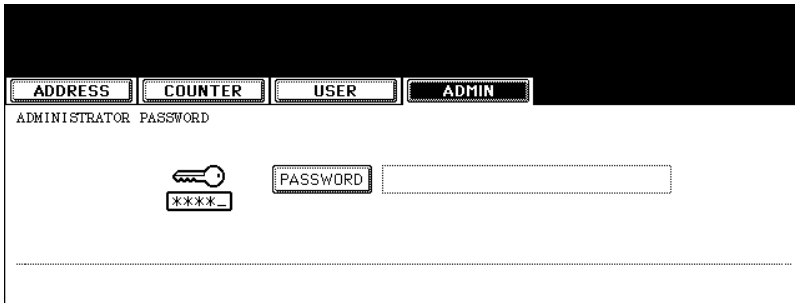 ADDRESS COUNTER USER ADMIN
ADMINISTRATOR PASSWORD
PASSWORD
****_